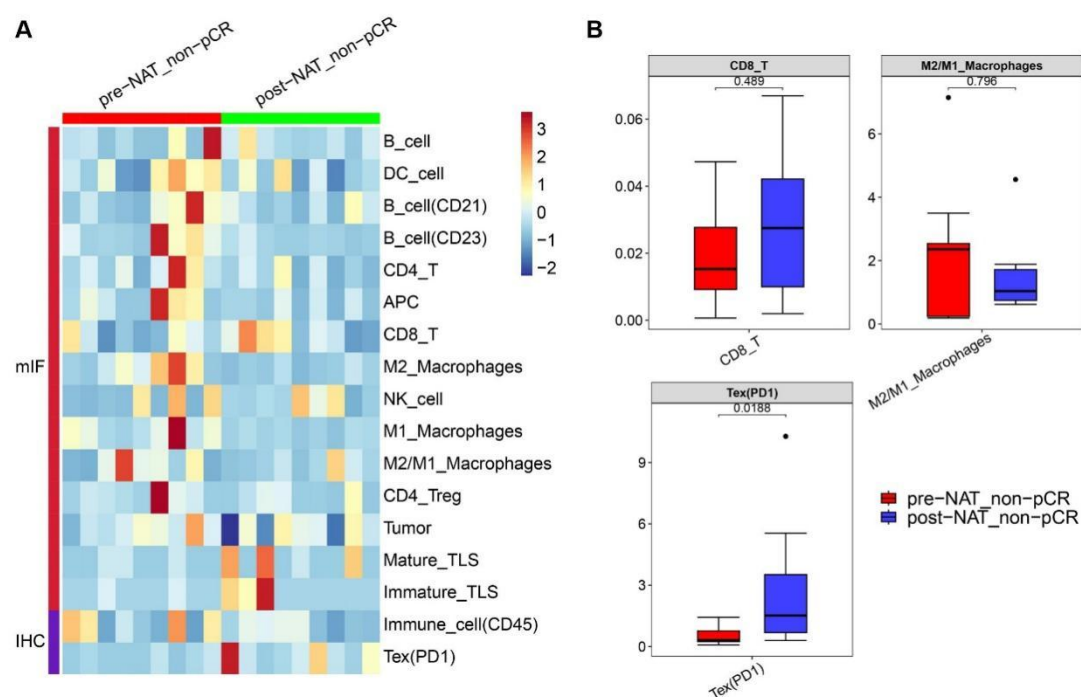 A
pre-NAT_non-pCR
post-NAT_non-pCR
B_cell
DC_cell
B_cell(CD21)
B_cell(CD23)
CD4_T
APC
CD8_T
M2_Macrophages
NK_cell
M1_Macrophages
M2/M1_Macrophages
CD4_Treg
Tumor
Mature_TLS
Immature_TLS
Immune_cell(CD45)
Tex(PD1)
mIF
IHC
3
2
1
0
−1
−2
B
CD8_T
0.489
0.06
0.04
0.02
0.00
CD8_T
M2/M1_Macrophages
0.796
6
4
2
0
M2/M1_Macrophages
Tex(PD1)
0.0188
9
6
3
0
Tex(PD1)
pre−NAT_non−pCR
post−NAT_non−pCR